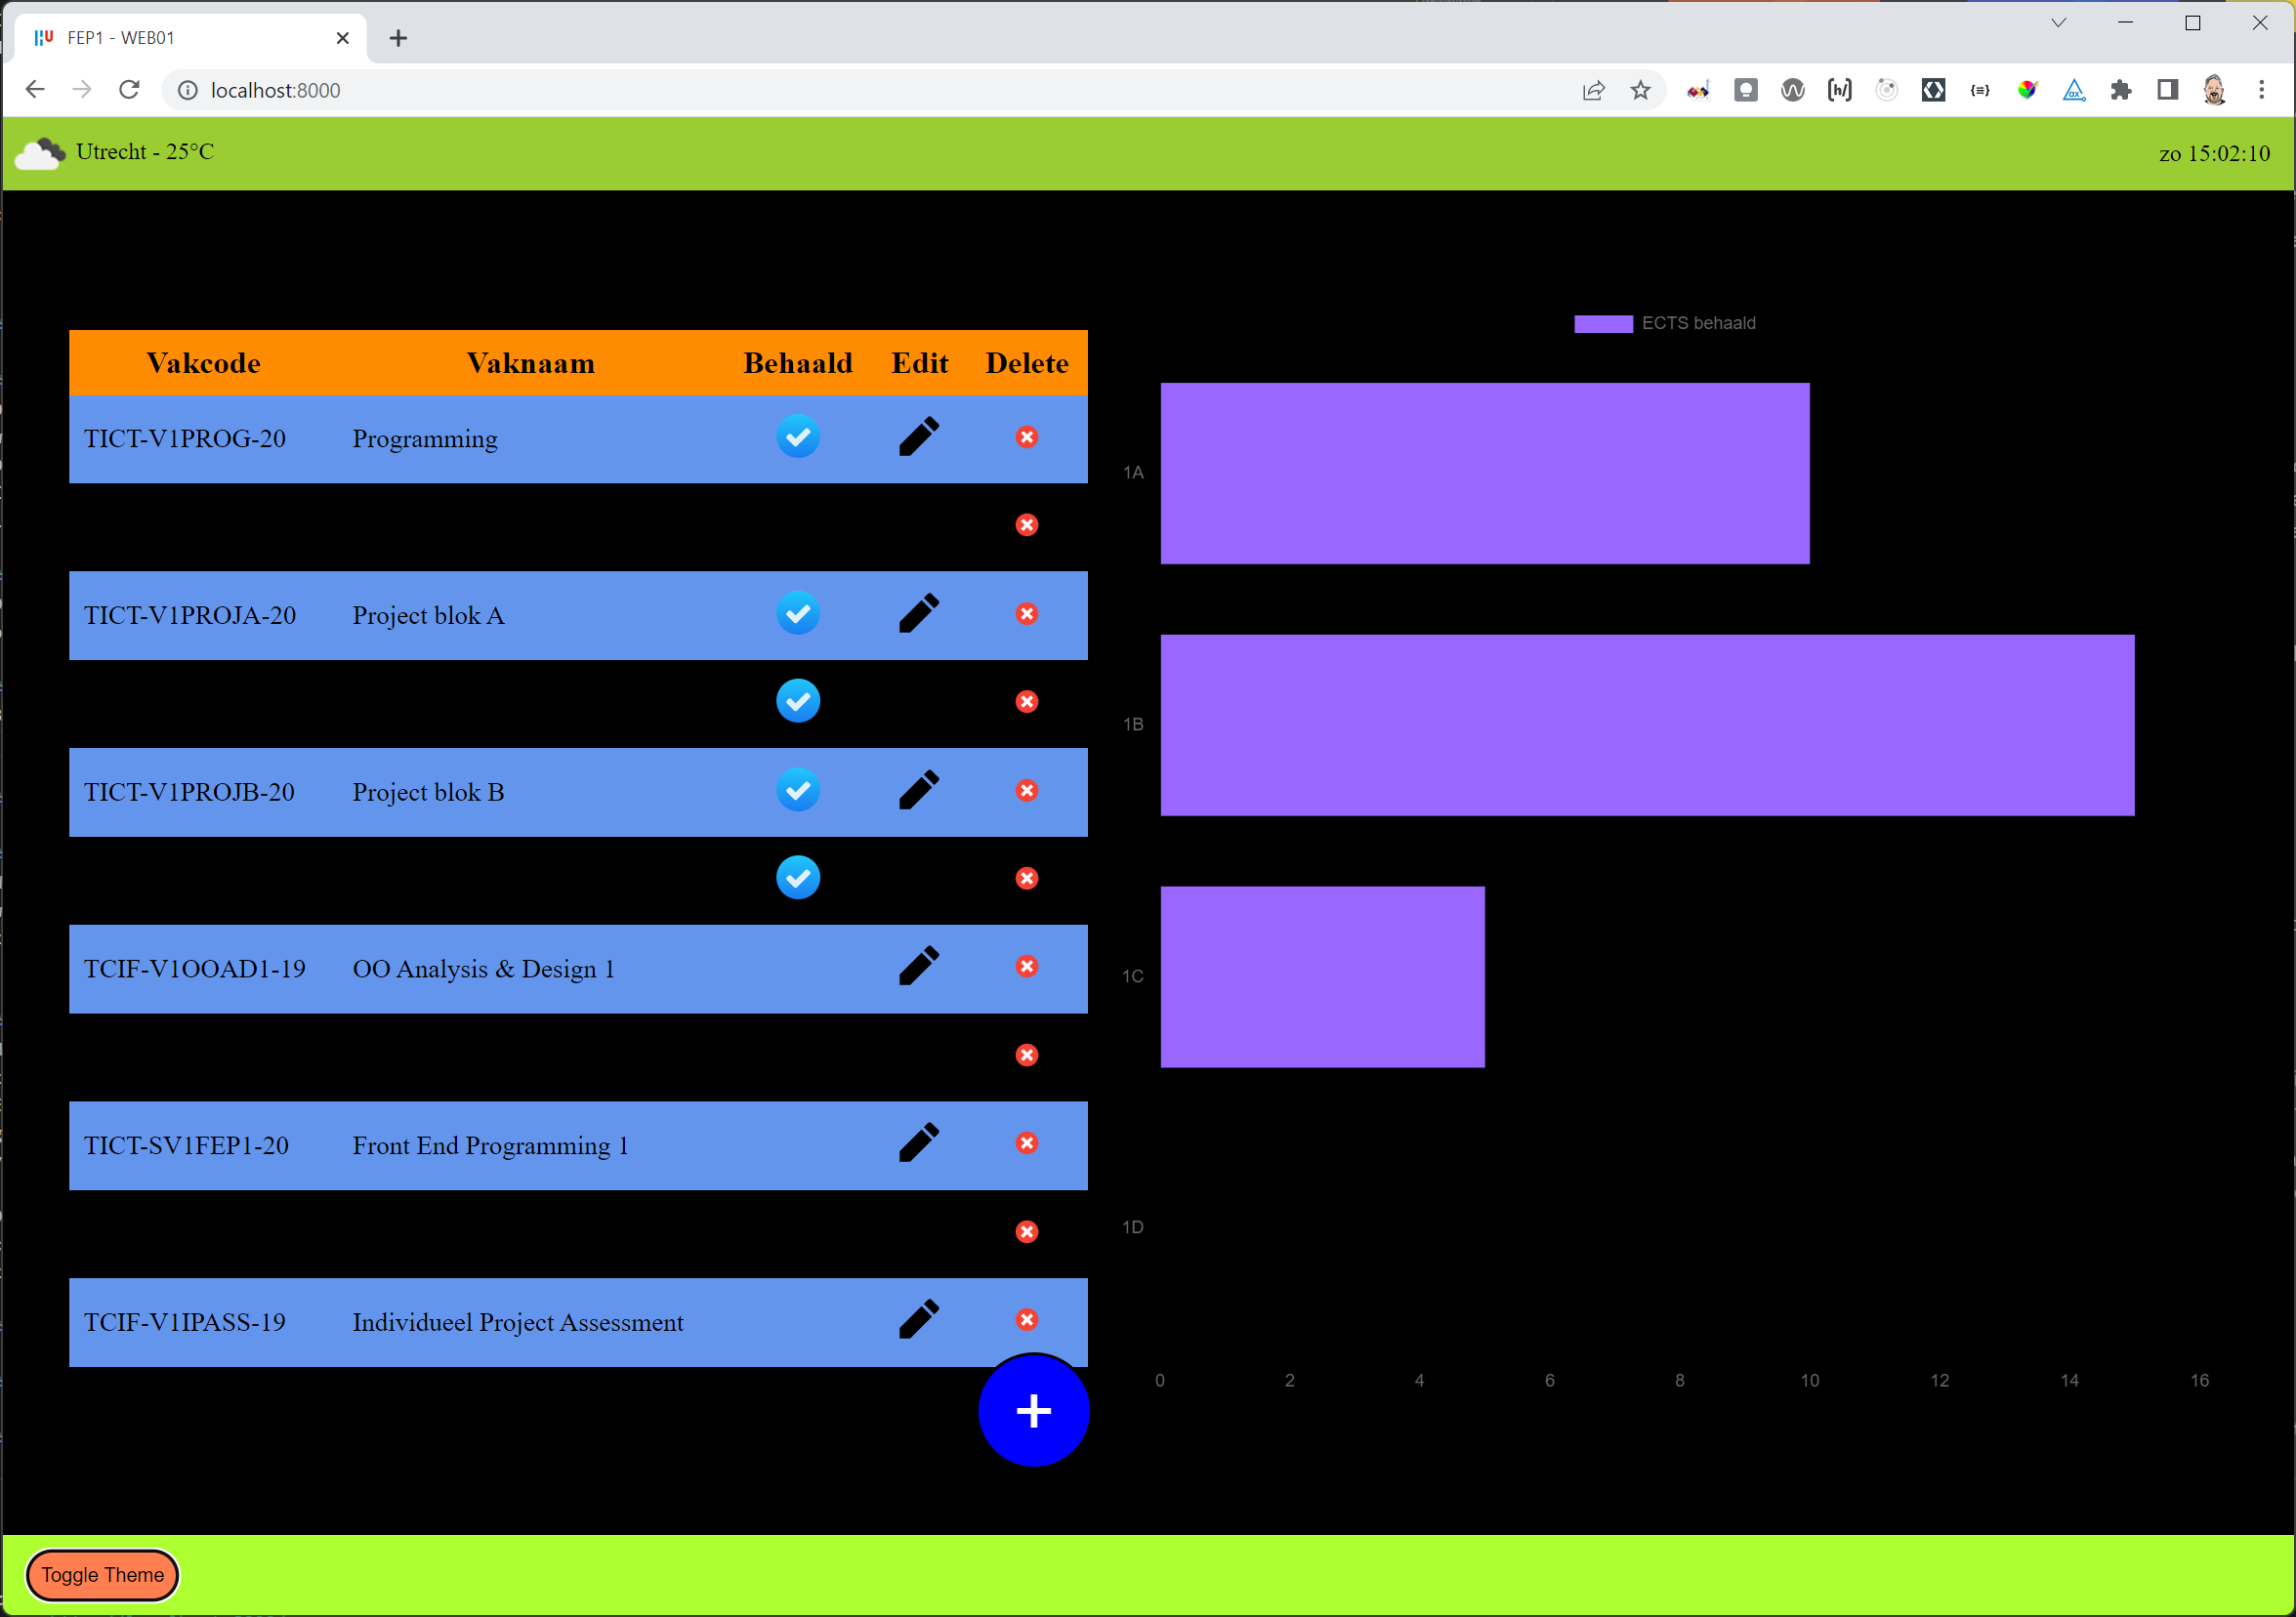 FEP1 - WEB01
localhost:8000
Utrecht - 25°C
zo 15:02:10
Vakcode Vaknaam Behaald Edit Delete
TICT-V1PROG-20 Programming
TICT-V1PROJA-20 Project blok A
TICT-V1PROJB-20 Project blok B
TCIF-V1OOAD1-19 OO Analysis & Design 1
TICT-SV1FEP1-20 Front End Programming 1
TCIF-V1IPASS-19 Individueel Project Assessment
+
ECTS behaald
1A
1B
1C
1D
0 2 4 6 8 10 12 14 16
Toggle Theme